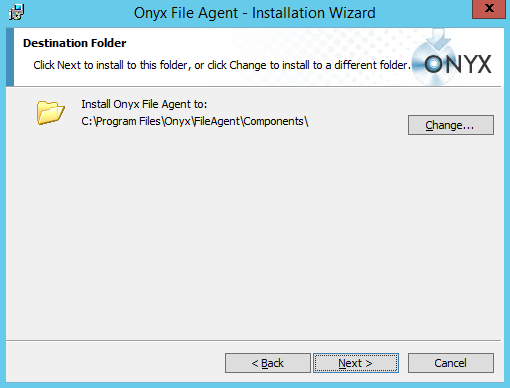 Onyx File Agent - Installation Wizard
x
Destination Folder
Click Next to install to this folder, or click Change to install to a different folder.
ONYX
Install Onyx File Agent to:
C:\Program Files\Onyx\FileAgent\Components\
Change...
< Back
Next >
Cancel